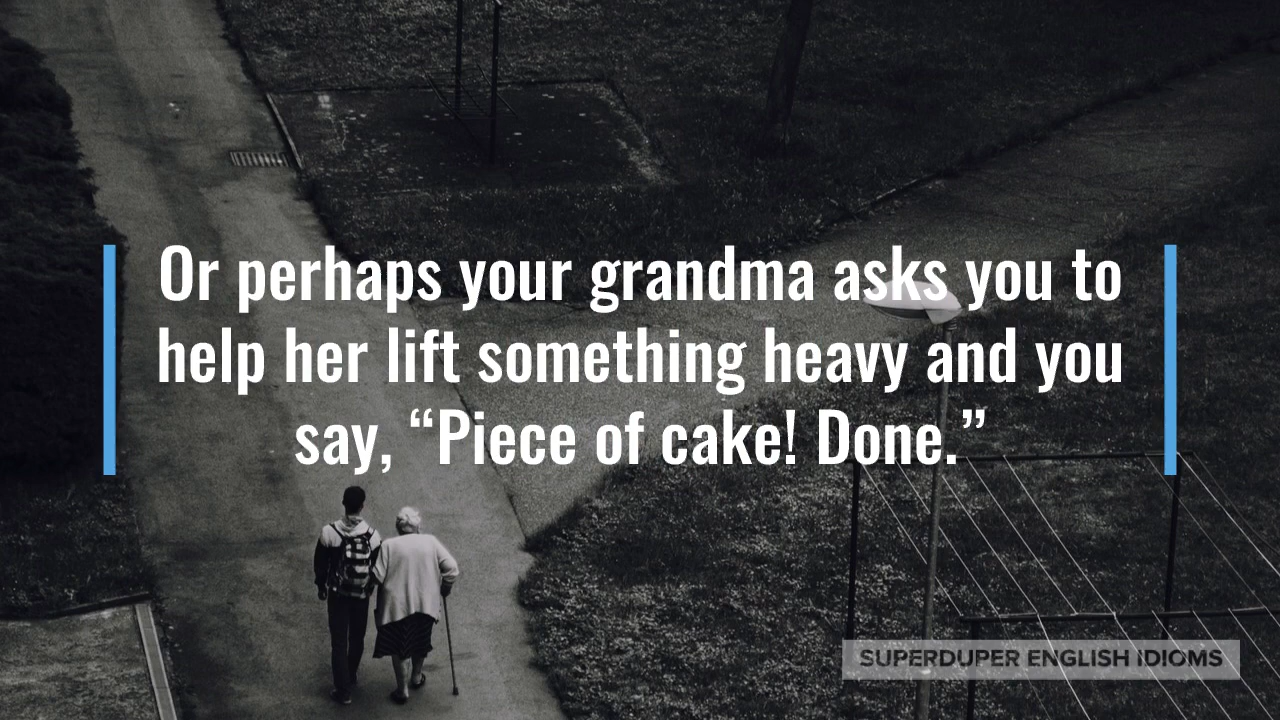 Or perhaps your grandma asks you to
help her lift something heavy and you
say, “Piece of cake! Done.”
SUPERDUPER ENGLISH IDIOMS